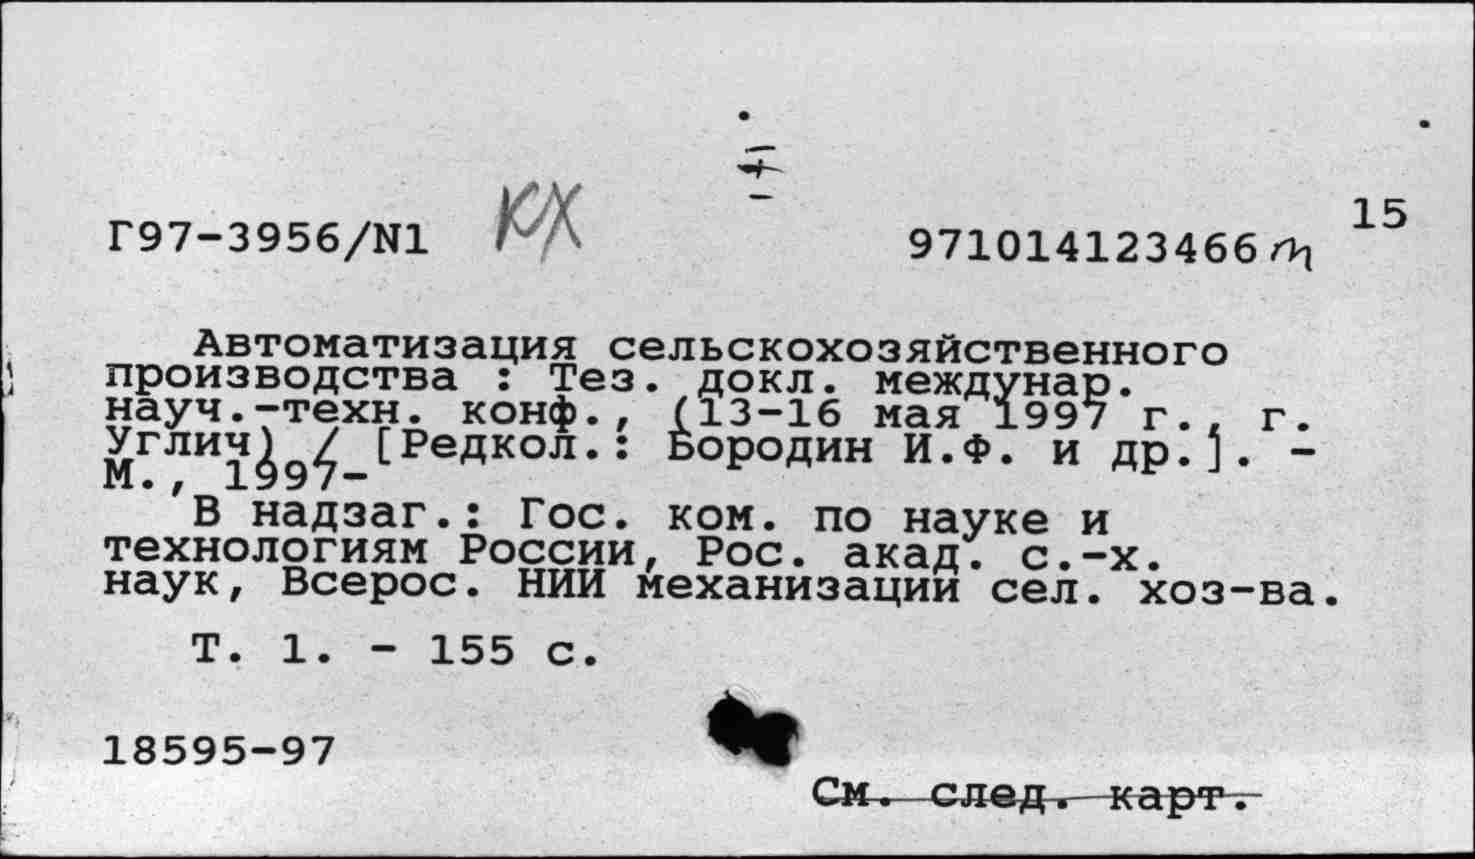 15
Г97-3956/N1 КХ 971014123466
Автоматизация сельскохозяйственного
производства : Тез. докл. междунар.
науч.-техн. конф., (13-16 мая 1997 г., г.
Углич) / [Редкол.: Бородин И.Ф. и др.]. -
М., 1997-
В надзаг.: Гос. ком. по науке и
технологиям России, Рос. акад. с.-х.
наук, Всерос. НИИ механизации сел. хоз-ва.
Т. 1. - 155 с.
18595-97
См. след. карт.